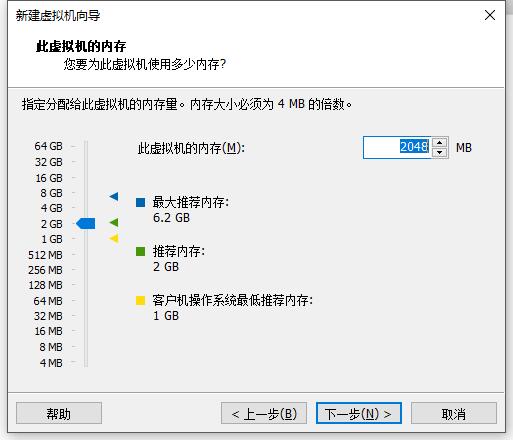 新建虚拟机向导
此虚拟机的内存
您要为此虚拟机使用多少内存?
指定分配给此虚拟机的内存量。内存大小必须为 4 MB 的倍数。
64 GB
32 GB
16 GB
8 GB
4 GB
2 GB
1 GB
512 MB
256 MB
128 MB
64 MB
32 MB
16 MB
8 MB
4 MB
此虚拟机的内存(M):
2048 MB
最大推荐内存:
6.2 GB
推荐内存:
2 GB
客户机操作系统最低推荐内存:
1 GB
帮助
< 上一步(B)
下一步(N) >
取消